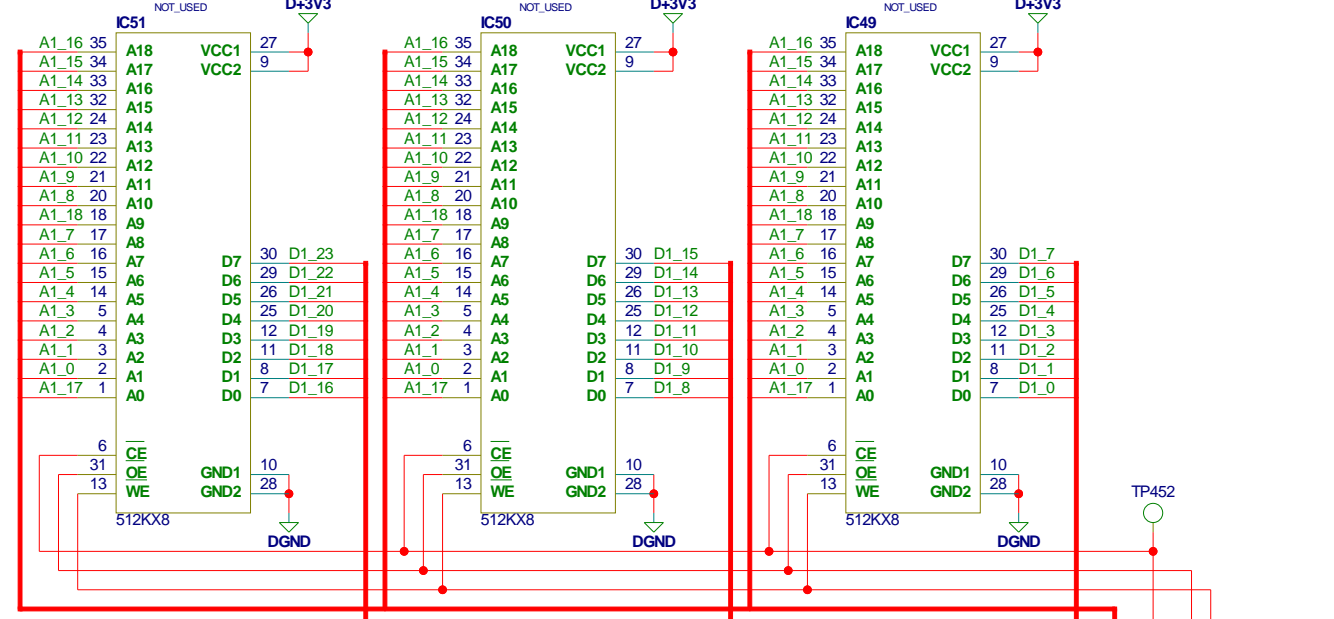 NOT_USED D+3V3 NOT_USED D+3V3 NOT_USED D+3V3
IC51 IC50 IC49
A1_16 35 A18 VCC1 27 A1_16 35 A18 VCC1 27 A1_16 35 A18 VCC1 27
A1_15 34 A17 VCC2 9 A1_15 34 A17 VCC2 9 A1_15 34 A17 VCC2 9
A1_14 33 A16 A1_14 33 A16 A1_14 33 A16
A1_13 32 A15 A1_13 32 A15 A1_13 32 A15
A1_12 24 A14 A1_12 24 A14 A1_12 24 A14
A1_11 23 A13 A1_11 23 A13 A1_11 23 A13
A1_10 22 A12 A1_10 22 A12 A1_10 22 A12
A1_9 21 A11 A1_9 21 A11 A1_9 21 A11
A1_8 20 A10 A1_8 20 A10 A1_8 20 A10
A1_18 18 A9 A1_18 18 A9 A1_18 18 A9
A1_7 17 A8 A1_7 17 A8 A1_7 17 A8
A1_6 16 A7 D7 30 D1_23 A1_6 16 A7 D7 30 D1_15 A1_6 16 A7 D7 30 D1_7
A1_5 15 A6 D6 29 D1_22 A1_5 15 A6 D6 29 D1_14 A1_5 15 A6 D6 29 D1_6
A1_4 14 A5 D5 26 D1_21 A1_4 14 A5 D5 26 D1_13 A1_4 14 A5 D5 26 D1_5
A1_3 5 A4 D4 25 D1_20 A1_3 5 A4 D4 25 D1_12 A1_3 5 A4 D4 25 D1_4
A1_2 4 A3 D3 12 D1_19 A1_2 4 A3 D3 12 D1_11 A1_2 4 A3 D3 12 D1_3
A1_1 3 A2 D2 11 D1_18 A1_1 3 A2 D2 11 D1_10 A1_1 3 A2 D2 11 D1_2
A1_0 2 A1 D1 8 D1_17 A1_0 2 A1 D1 8 D1_9 A1_0 2 A1 D1 8 D1_1
A1_17 1 A0 D0 7 D1_16 A1_17 1 A0 D0 7 D1_8 A1_17 1 A0 D0 7 D1_0
6 CE 6 CE 6 CE
31 OE GND1 10 31 OE GND1 10 31 OE GND1 10
13 WE GND2 28 13 WE GND2 28 13 WE GND2 28 TP452
512KX8 512KX8 512KX8
DGND DGND DGND